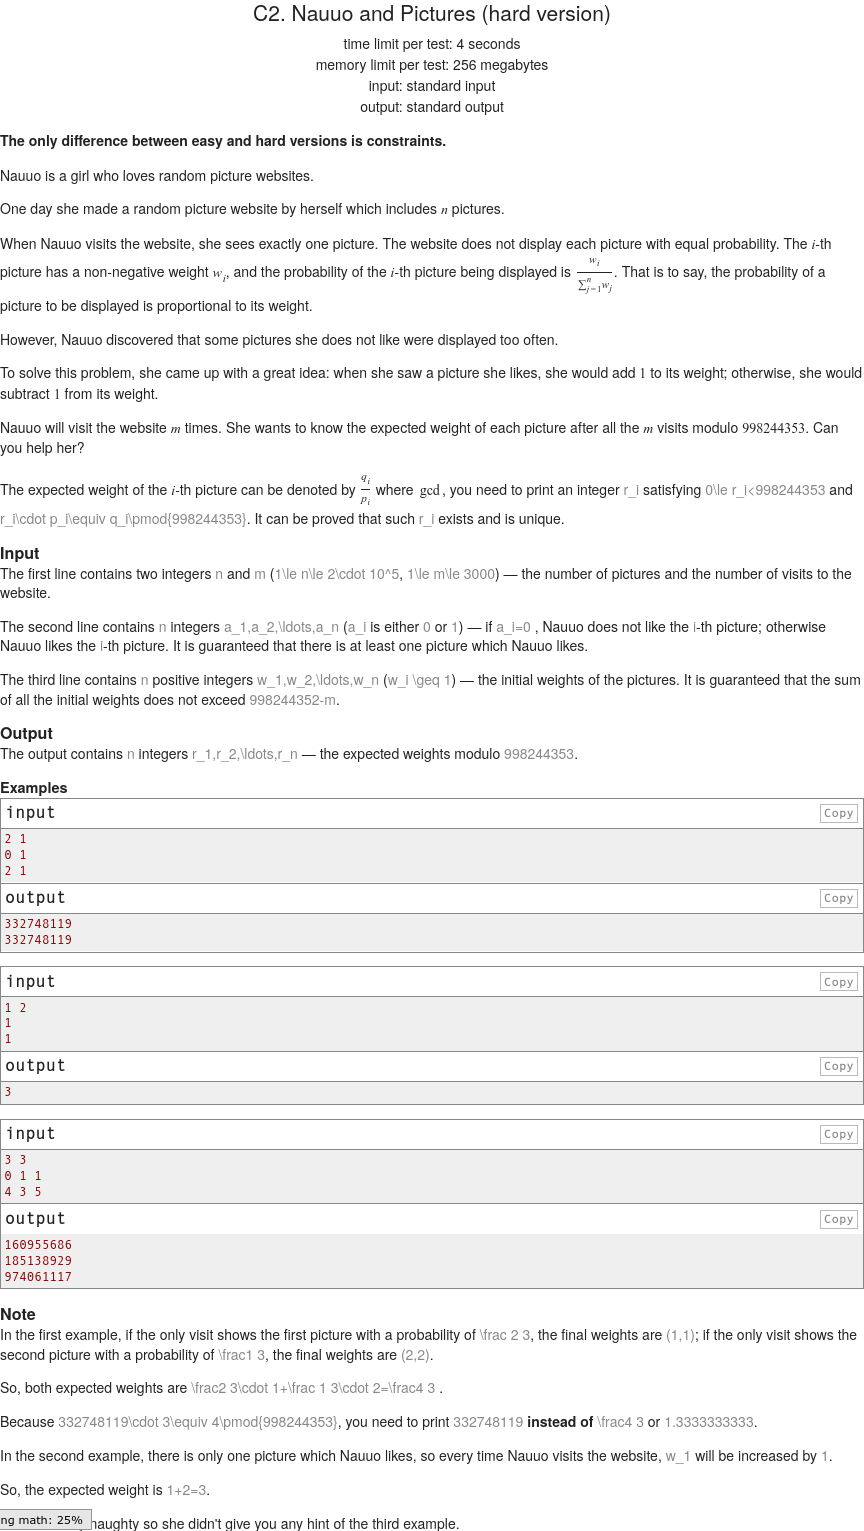 C2. Nauuo and Pictures (hard version)
time limit per test: 4 seconds
memory limit per test: 256 megabytes
input: standard input
output: standard output
The only difference between easy and hard versions is constraints.
Nauuo is a girl who loves random picture websites.
One day she made a random picture website by herself which includes n pictures.
When Nauuo visits the website, she sees exactly one picture. The website does not display each picture with equal probability. The i-th
picture has a non-negative weight w_i, and the probability of the i-th picture being displayed is \frac{w_i}{\sum_{j=1}^n w_j}. That is to say, the probability of a
picture to be displayed is proportional to its weight.
However, Nauuo discovered that some pictures she does not like were displayed too often.
To solve this problem, she came up with a great idea: when she saw a picture she likes, she would add 1 to its weight; otherwise, she would
subtract 1 from its weight.
Nauuo will visit the website m times. She wants to know the expected weight of each picture after all the m visits modulo 998244353. Can
you help her?
The expected weight of the i-th picture can be denoted by \frac{q_i}{p_i} where gcd, you need to print an integer r_i satisfying 0\le r_i<998244353 and
r_i\cdot p_i\equiv q_i\pmod{998244353}. It can be proved that such r_i exists and is unique.
Input
The first line contains two integers n and m (1\le n\le 2\cdot 10^5, 1\le m\le 3000) — the number of pictures and the number of visits to the
website.
The second line contains n integers a_1,a_2,\ldots,a_n (a_i is either 0 or 1) — if a_i=0 , Nauuo does not like the i-th picture; otherwise
Nauuo likes the i-th picture. It is guaranteed that there is at least one picture which Nauuo likes.
The third line contains n positive integers w_1,w_2,\ldots,w_n (w_i \geq 1) — the initial weights of the pictures. It is guaranteed that the sum
of all the initial weights does not exceed 998244352-m.
Output
The output contains n integers r_1,r_2,\ldots,r_n — the expected weights modulo 998244353.
Examples
input
Copy
2 1
0 1
2 1
output
Copy
332748119
332748119
input
Copy
1 2
1
1
output
Copy
3
input
Copy
3 3
0 1 1
4 3 5
output
Copy
160955686
185138929
974061117
Note
In the first example, if the only visit shows the first picture with a probability of \frac 2 3, the final weights are (1,1); if the only visit shows the
second picture with a probability of \frac1 3, the final weights are (2,2).
So, both expected weights are \frac2 3\cdot 1+\frac 1 3\cdot 2=\frac4 3 .
Because 332748119\cdot 3\equiv 4\pmod{998244353}, you need to print 332748119 instead of \frac4 3 or 1.3333333333.
In the second example, there is only one picture which Nauuo likes, so every time Nauuo visits the website, w_1 will be increased by 1.
So, the expected weight is 1+2=3.
ng math: 25%
naughty so she didn't give you any hint of the third example.